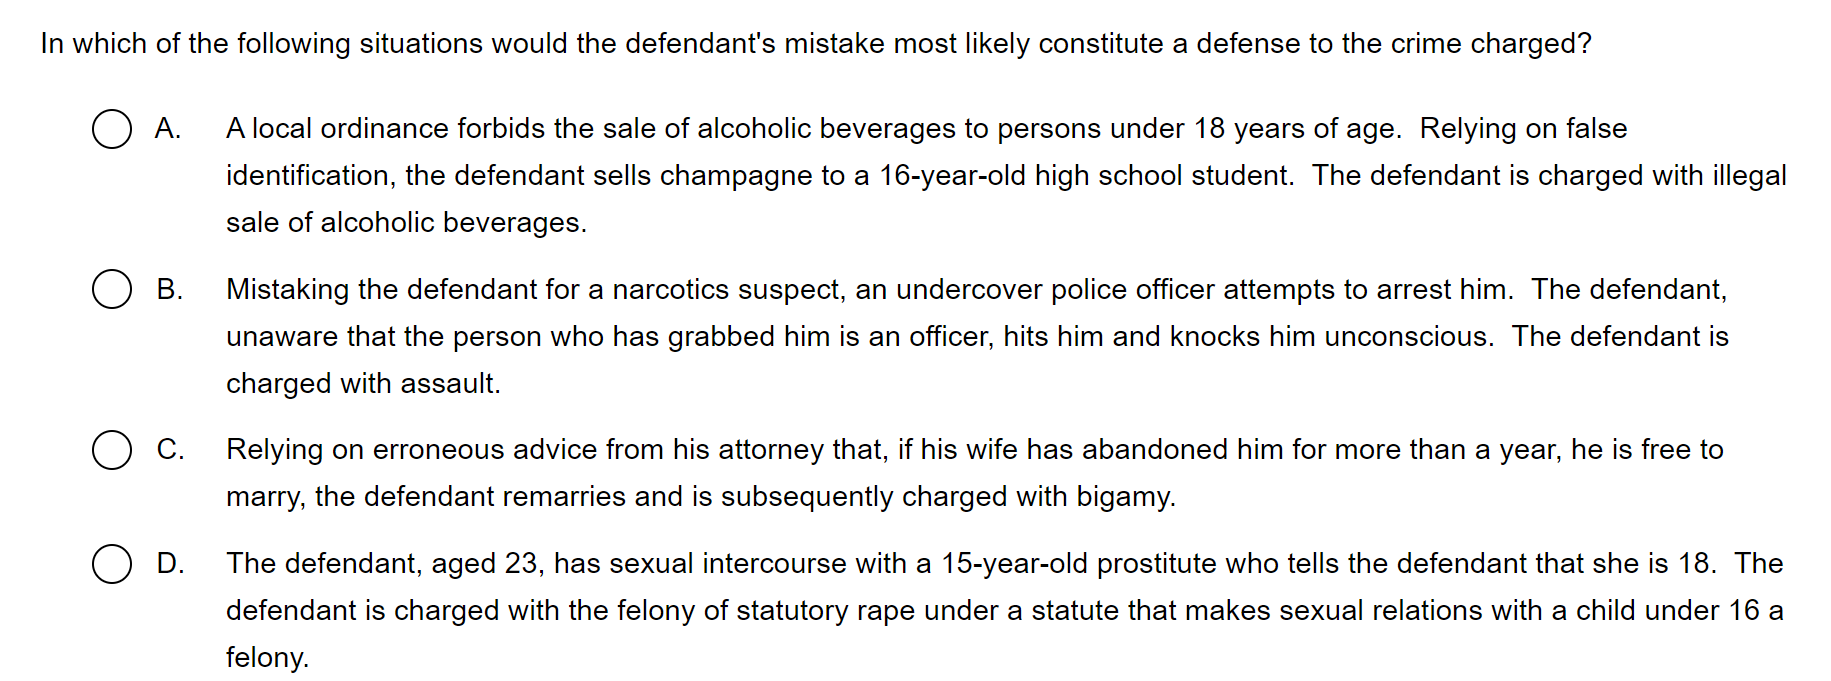 In which of the following situations would the defendant's mistake most likely constitute a defense to the crime charged?
A. A local ordinance forbids the sale of alcoholic beverages to persons under 18 years of age.  Relying on false
identification, the defendant sells champagne to a 16-year-old high school student.  The defendant is charged with illegal
sale of alcoholic beverages.
B. Mistaking the defendant for a narcotics suspect, an undercover police officer attempts to arrest him.  The defendant,
unaware that the person who has grabbed him is an officer, hits him and knocks him unconscious.  The defendant is
charged with assault.
C. Relying on erroneous advice from his attorney that, if his wife has abandoned him for more than a year, he is free to
marry, the defendant remarries and is subsequently charged with bigamy.
D. The defendant, aged 23, has sexual intercourse with a 15-year-old prostitute who tells the defendant that she is 18.  The
defendant is charged with the felony of statutory rape under a statute that makes sexual relations with a child under 16 a
felony.